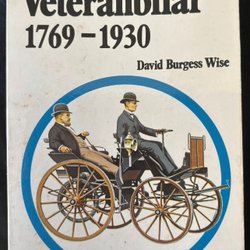 Veteranbilar
1769–1930
David Burgess Wise